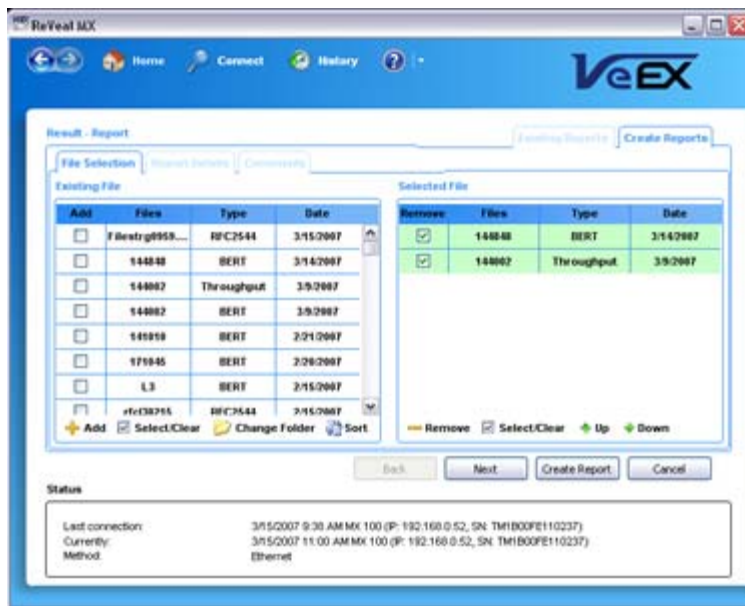 ReVeal MX
Home Connect History
VeEX
Result - Report
Existing Reports Create Reports
File Selection Report Details Comments
Existing File
Selected File
Add Files Type Date
Filestrg0959.... RFC2544 3/15/2007
144848 BERT 3/14/2007
144002 Throughput 3/9/2007
144002 BERT 3/9/2007
141010 BERT 2/21/2007
171045 BERT 2/20/2007
L3 BERT 2/15/2007
RFC2544 2/15/2007
Remove Files Type Date
144848 BERT 3/14/2007
144002 Throughput 3/9/2007
Add Select/Clear Change Folder Sort
Remove Select/Clear Up Down
Back Next Create Report Cancel
Status
Last connection: 3/15/2007 9:38 AM MX 100 (IP: 192.168.0.52, SN: TM1B00FE110237)
Currently: 3/15/2007 11:00 AM MX 100 (IP: 192.168.0.52, SN: TM1B00FE110237)
Method: Ethernet